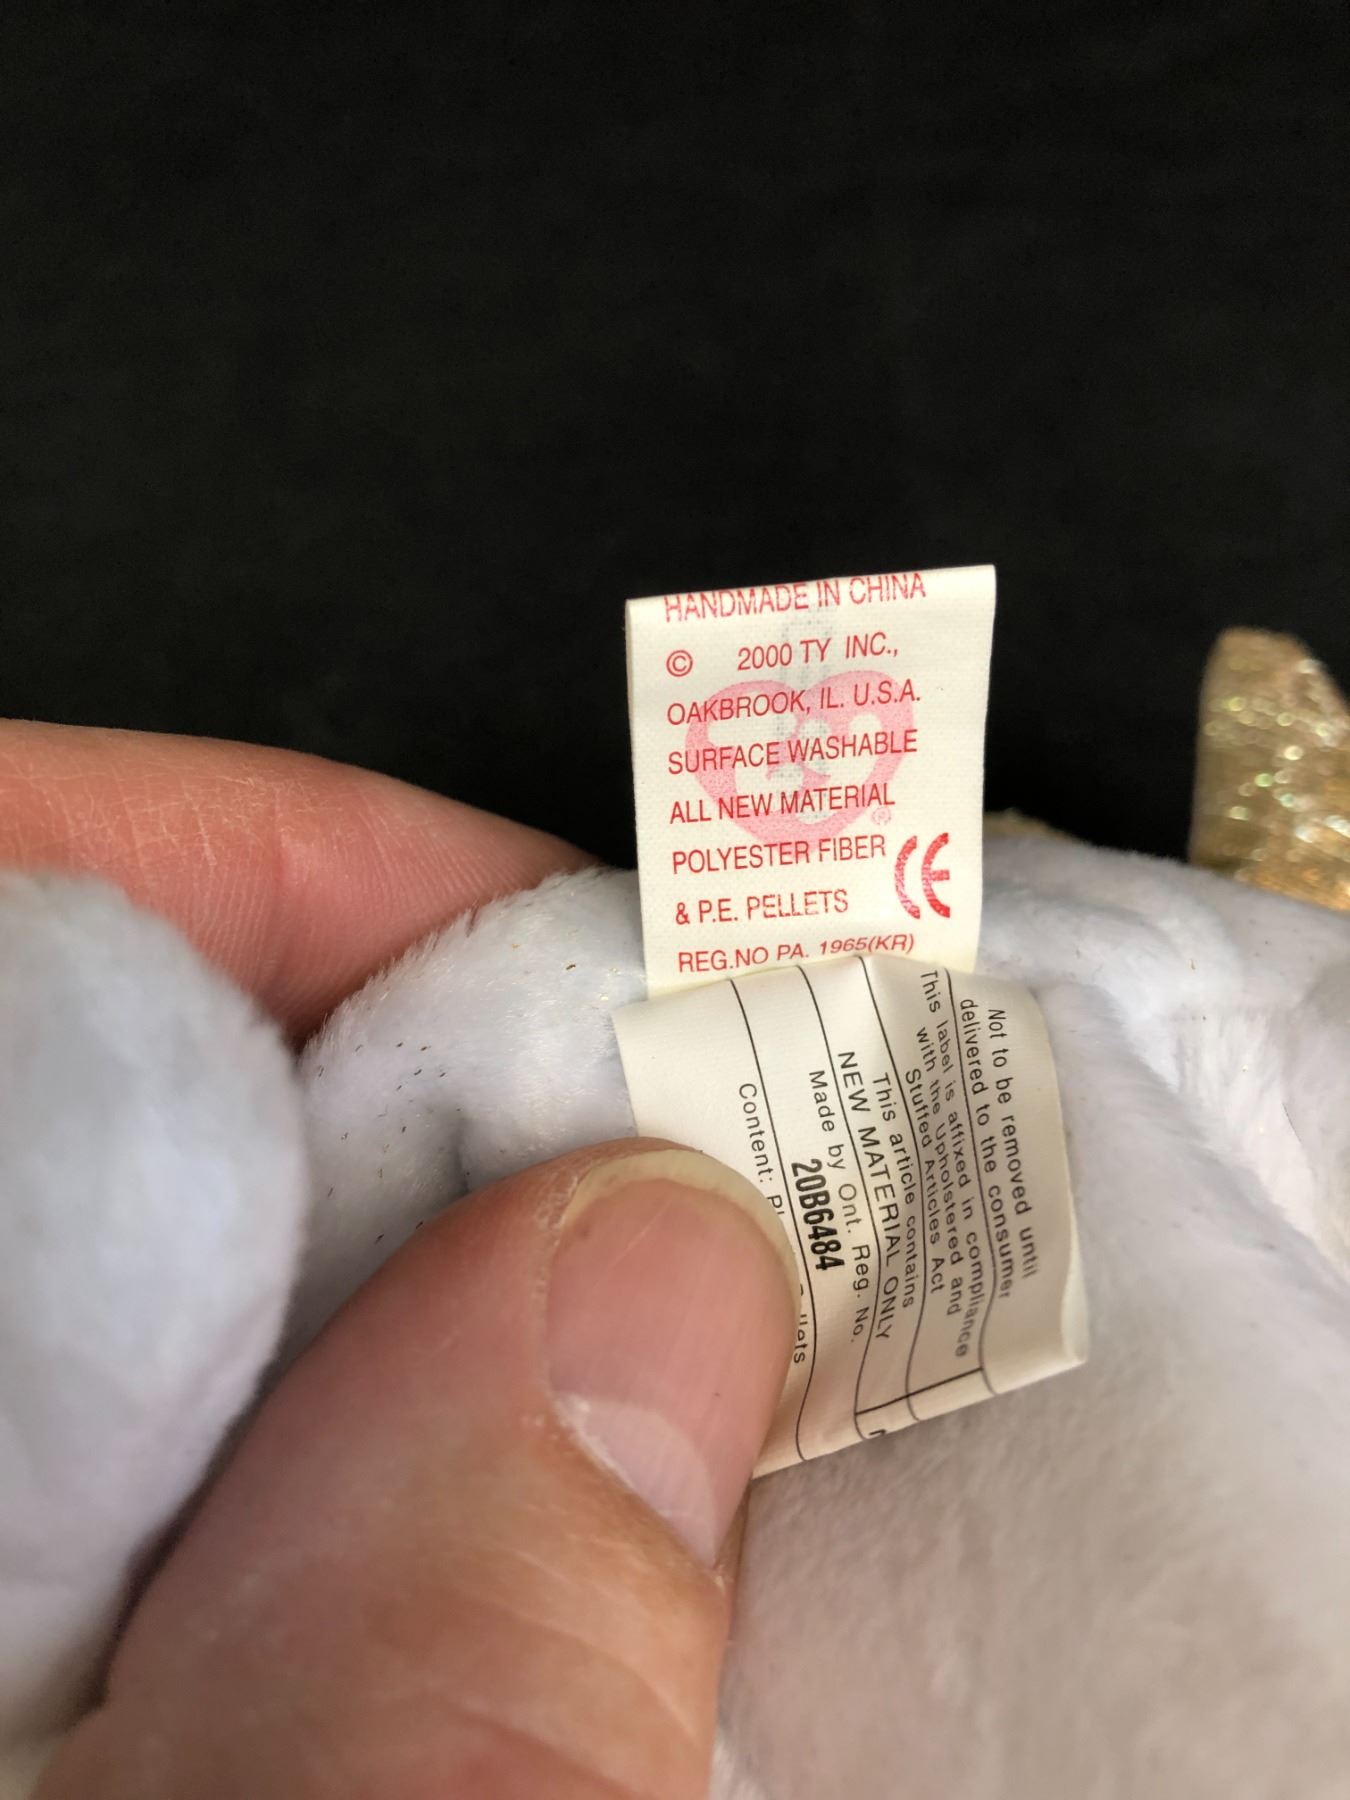 HANDMADE IN CHINA
© 2000 TY INC.,
OAKBROOK, IL. U.S.A.
SURFACE WASHABLE
ALL NEW MATERIAL
POLYESTER FIBER
& P.E. PELLETS
REG.NO PA. 1965(KR)
CE
Not to be removed until
delivered to the consumer
This label is affixed in compliance
with the Upholstered and
Stuffed Articles Act
This article contains
NEW MATERIAL ONLY
Made by Ont. Reg. No.
20B6484
Content: